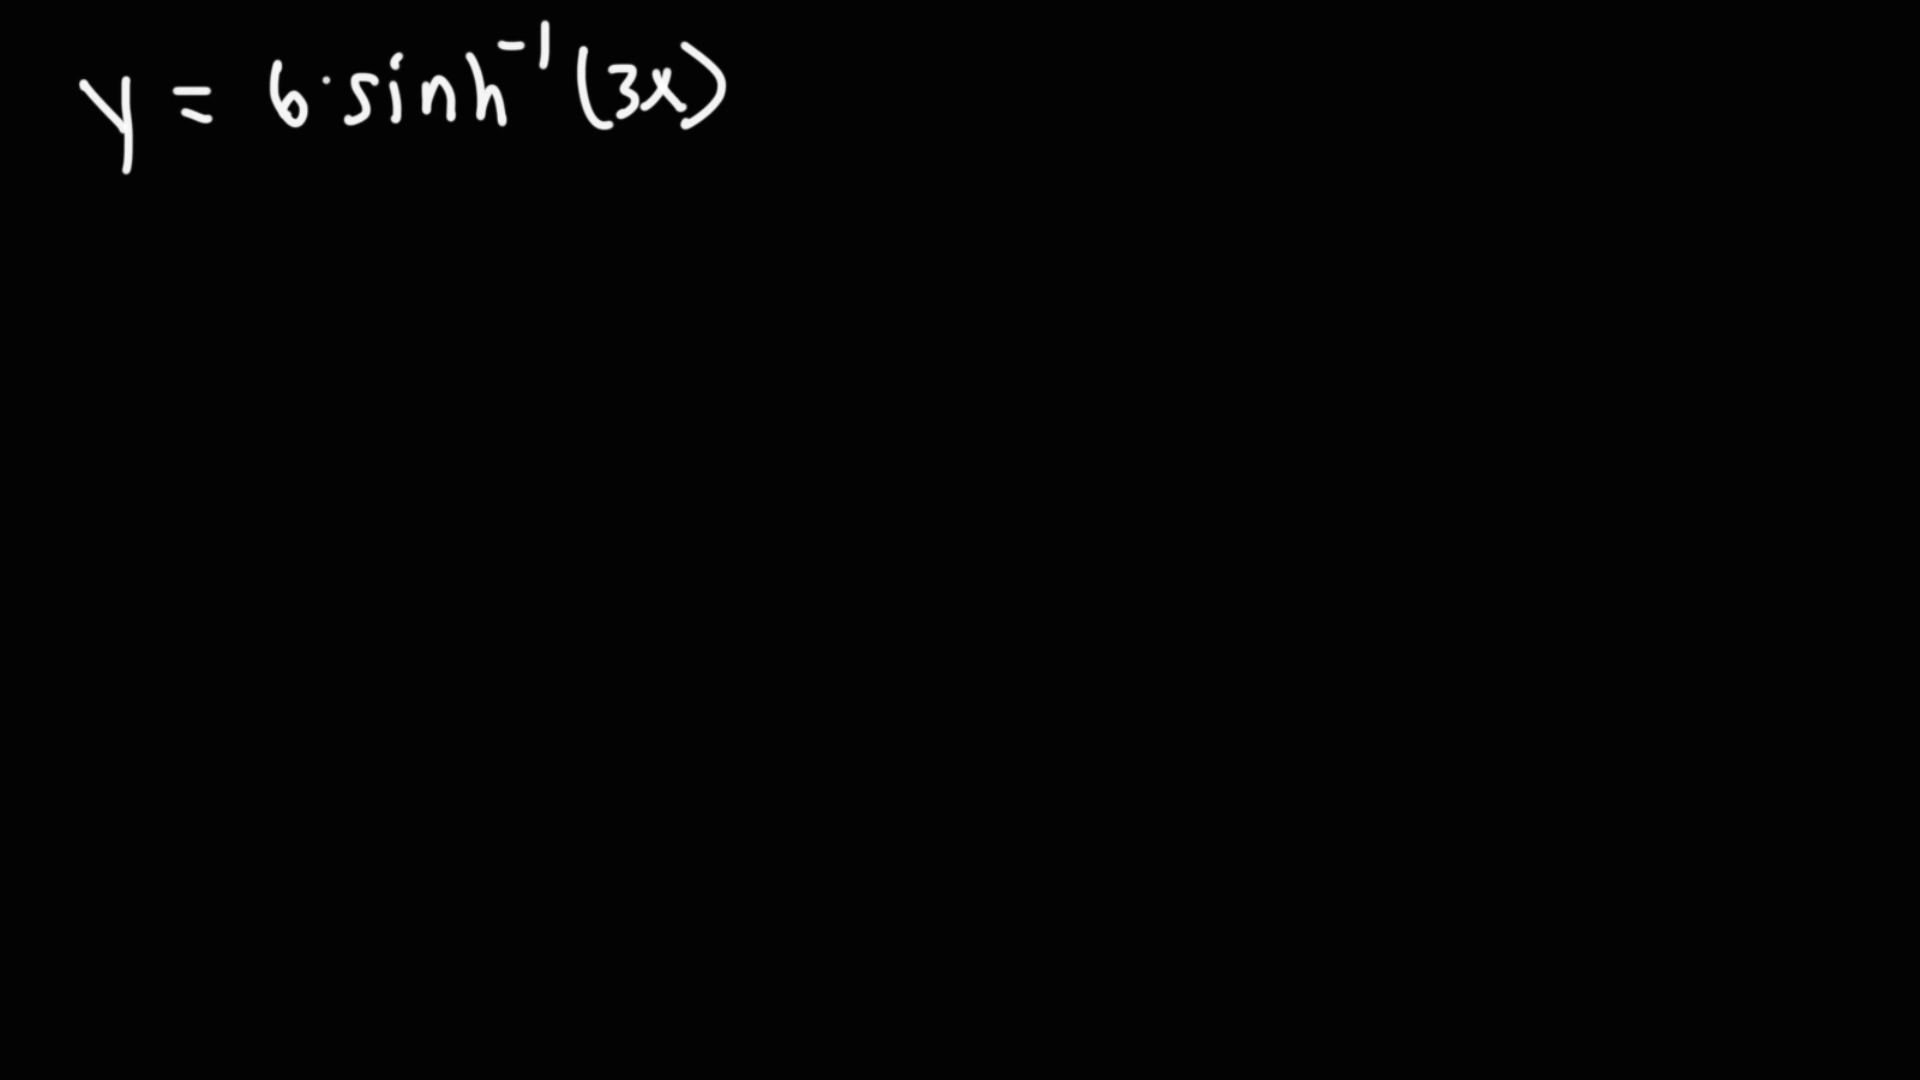 y = 6·sinh⁻¹(3x)